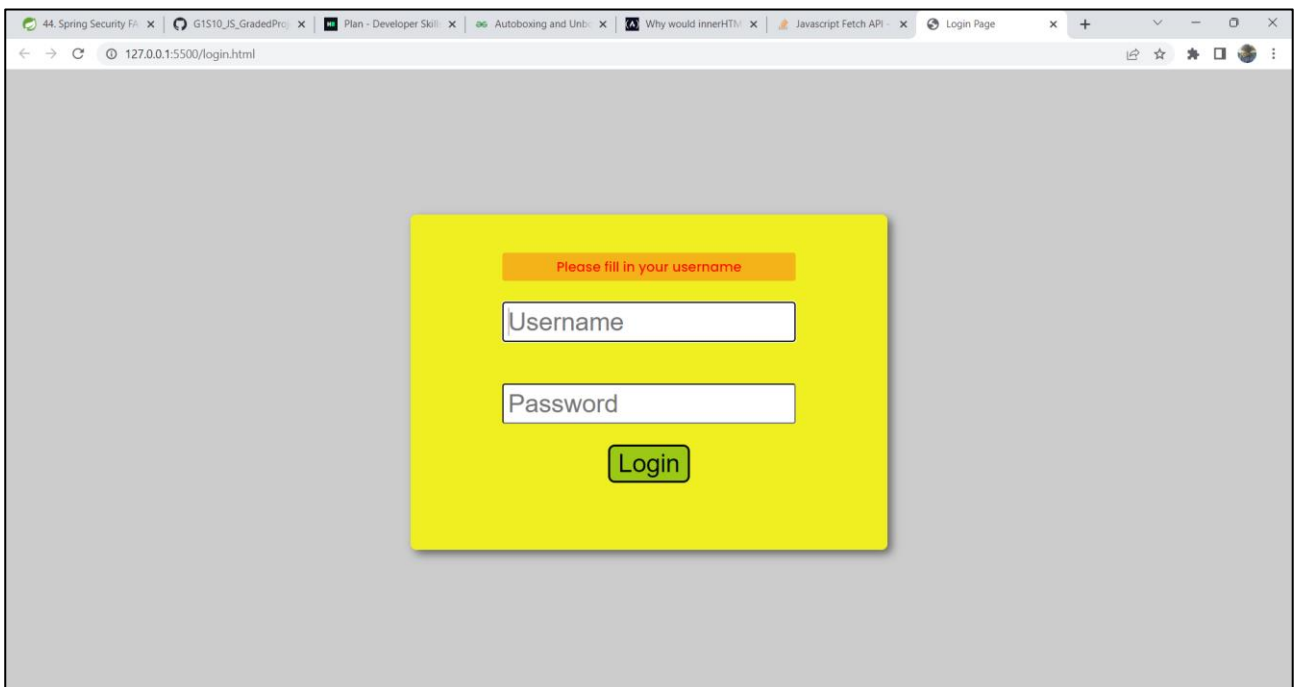 44. Spring Security FA
G1S10_JS_GradedProj
Plan - Developer Skills
Autoboxing and Unbo
Why would innerHTM
Javascript Fetch API -
Login Page
127.0.0.1:5500/login.html
Please fill in your username
Username
Password
Login